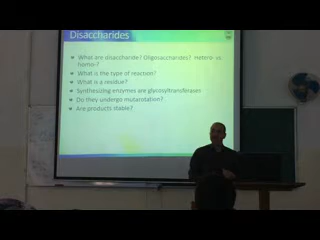 Disaccharides
What are disaccharide? Oligosaccharides? Hetero- vs.
homo-?
What is the type of reaction?
What is a residue?
Synthesizing enzymes are glycosyltransferases
Do they undergo mutarotation?
Are products stable?